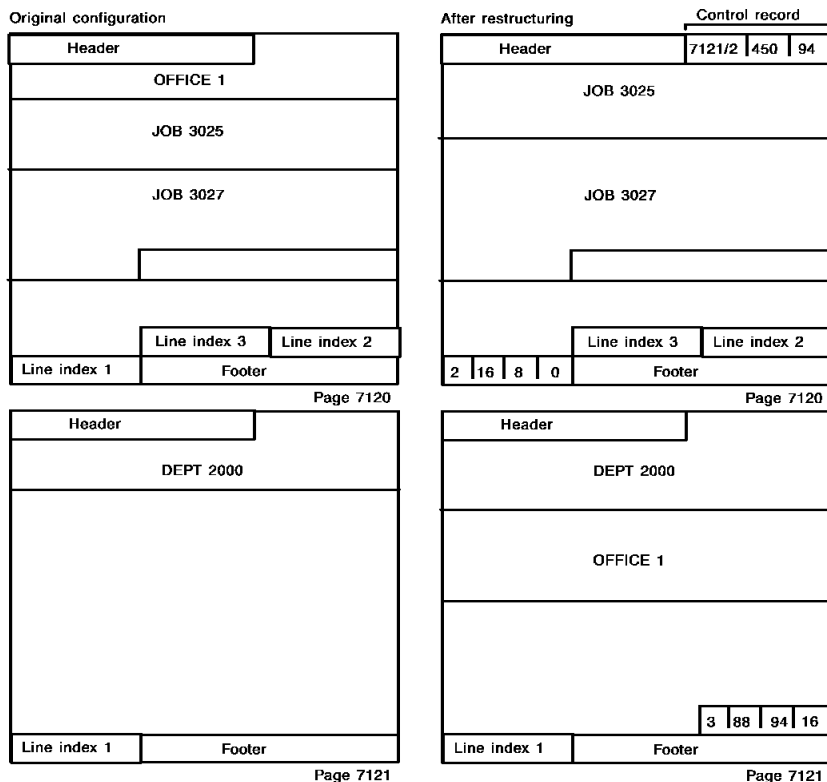 Original configuration
Header
OFFICE 1
JOB 3025
JOB 3027
Line index 3 Line index 2
Line index 1 Footer
Page 7120
Header
DEPT 2000
Line index 1 Footer
Page 7121
After restructuring Control record
Header 7121/2 450 94
JOB 3025
JOB 3027
Line index 3 Line index 2
2 16 8 0 Footer
Page 7120
Header
DEPT 2000
OFFICE 1
3 88 94 16
Line index 1 Footer
Page 7121